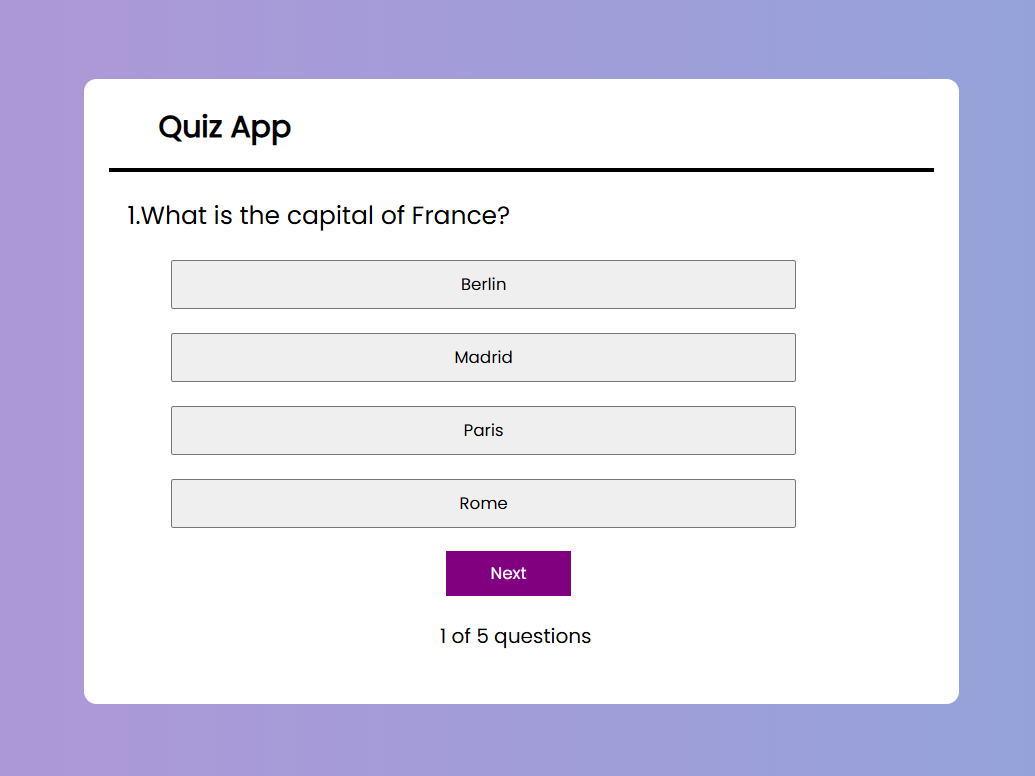 Quiz App
1.What is the capital of France?
Berlin
Madrid
Paris
Rome
Next
1 of 5 questions